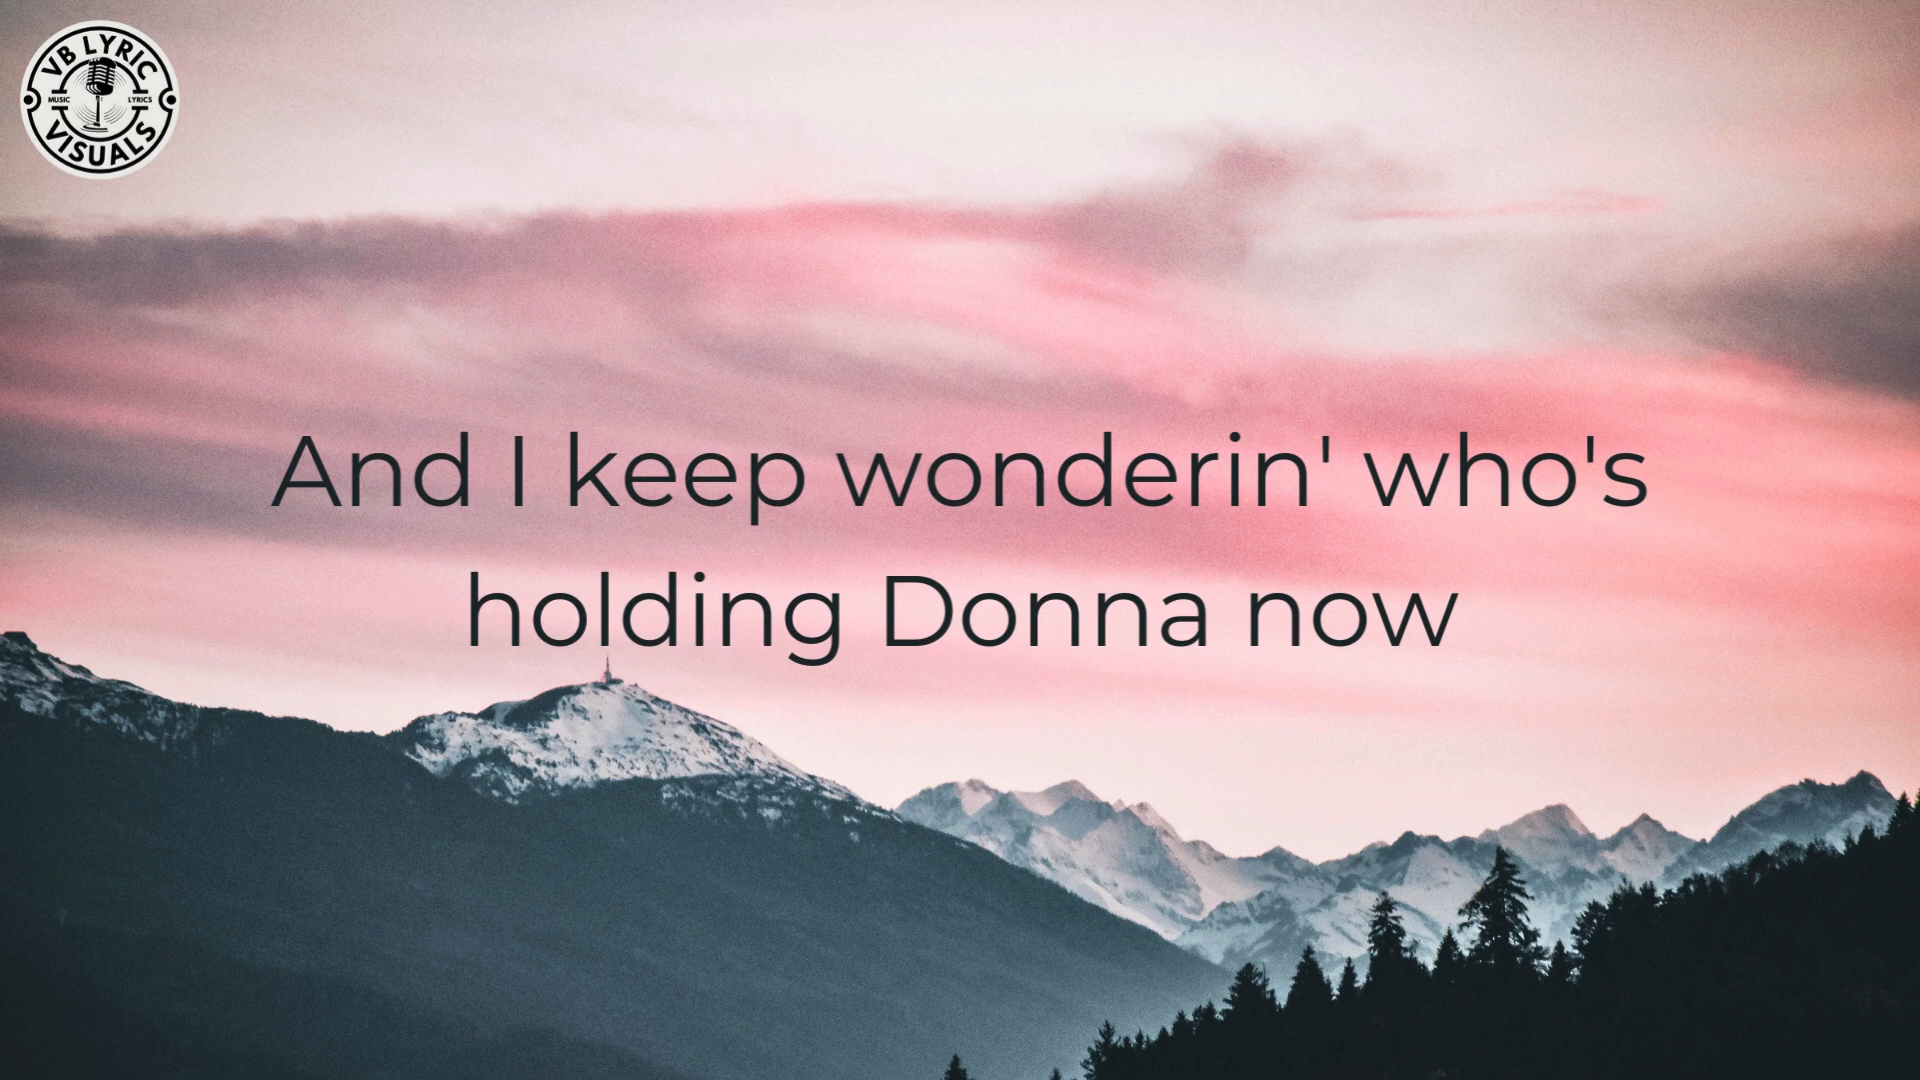 VB LYRIC
MUSIC LYRICS
VISUALS
And I keep wonderin' who's
holding Donna now